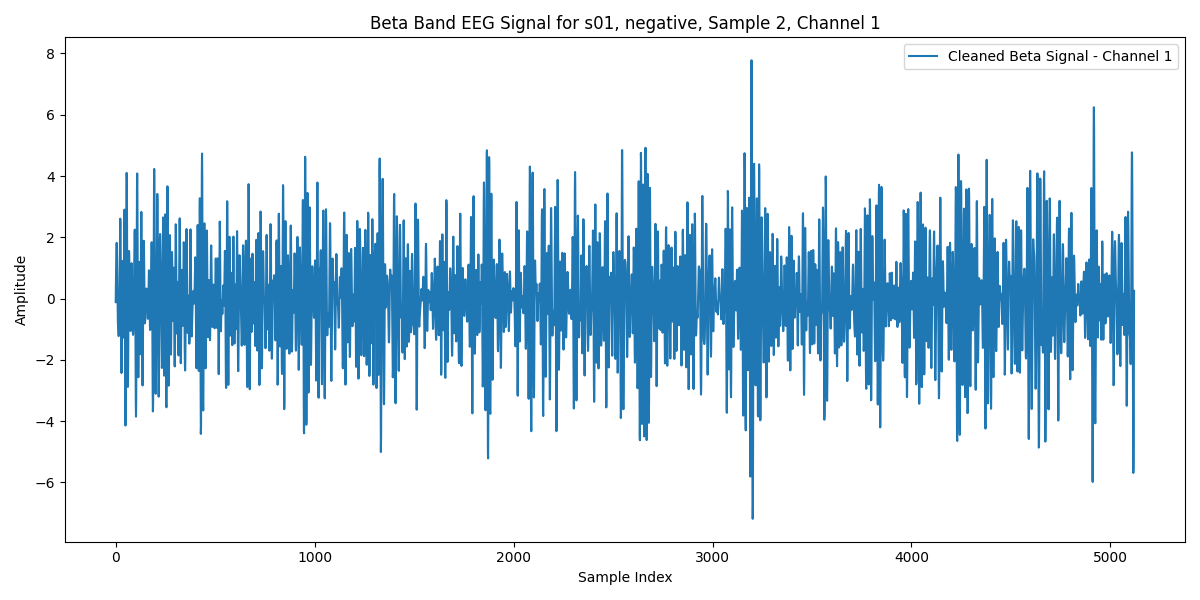 Beta Band EEG Signal for s01, negative, Sample 2, Channel 1
Cleaned Beta Signal - Channel 1
8
6
4
2
0
−2
−4
−6
Amplitude
0 1000 2000 3000 4000 5000
Sample Index